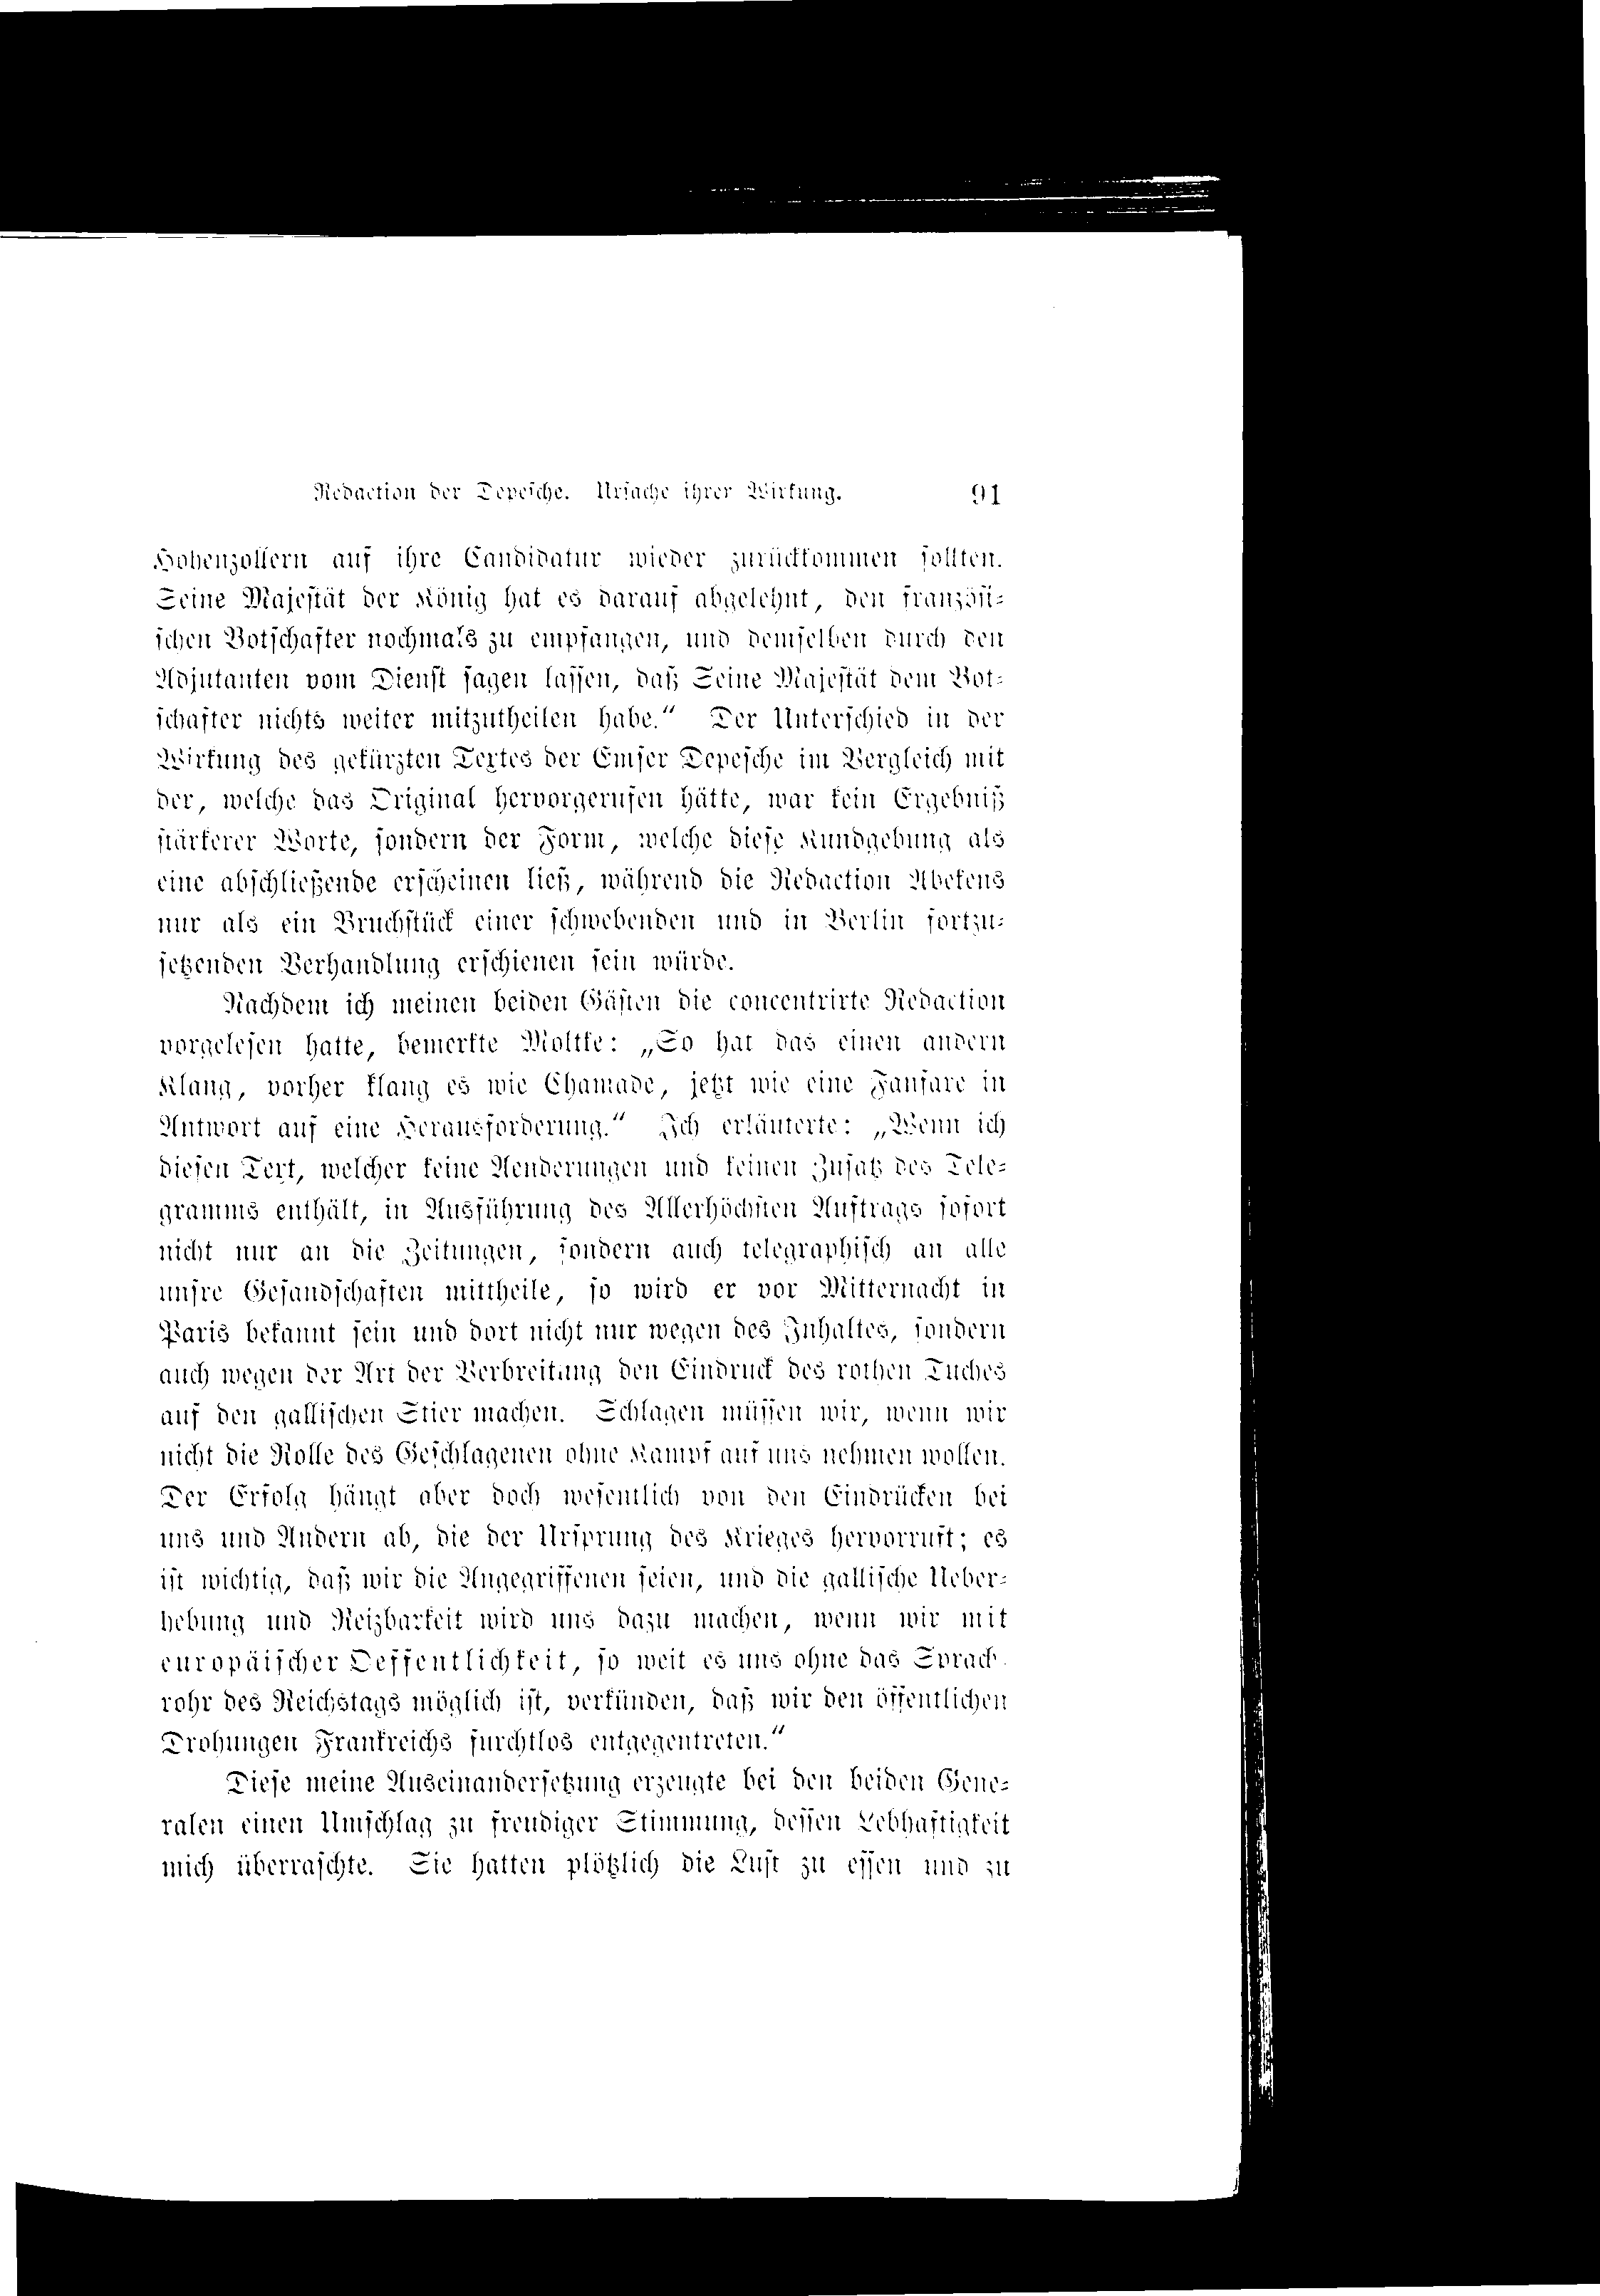 Redaction der Depesche. Ursache ihrer Wirkung. 91
Hohenzollern auf ihre Candidatur wieder zurückkommen sollten.
Seine Majestät der König hat es darauf abgelehnt, den französi-
schen Botschafter nochmals zu empfangen, und demselben durch den
Adjutanten vom Dienst sagen lassen, daß Seine Majestät dem Bot-
schafter nichts weiter mitzutheilen habe.“ Der Unterschied in der
Wirkung des gekürzten Textes der Emser Depesche im Vergleich mit
der, welche das Original hervorgerufen hätte, war kein Ergebniß
stärkerer Worte, sondern der Form, welche diese Kundgebung als
eine abschließende erscheinen ließ, während die Redaction Abekens
nur als ein Bruchstück einer schwebenden und in Berlin fortzu-
setzenden Verhandlung erschienen sein würde.
Nachdem ich meinen beiden Gästen die concentrirte Redaction
vorgelesen hatte, bemerkte Moltke: „So hat das einen andern
Klang, vorher klang es wie Chamade, jetzt wie eine Fanfare in
Antwort auf eine Herausforderung.“ Ich erläuterte: „Wenn ich
diesen Text, welcher keine Aenderungen und keinen Zusatz des Tele-
gramms enthält, in Ausführung des Allerhöchsten Auftrags sofort
nicht nur an die Zeitungen, sondern auch telegraphisch an alle
unsre Gesandschaften mittheile, so wird er vor Mitternacht in
Paris bekannt sein und dort nicht nur wegen des Inhaltes, sondern
auch wegen der Art der Verbreitung den Eindruck des rothen Tuches
auf den gallischen Stier machen. Schlagen müssen wir, wenn wir
nicht die Rolle des Geschlagenen ohne Kampf auf uns nehmen wollen.
Der Erfolg hängt aber doch wesentlich von den Eindrücken bei
uns und Andern ab, die der Ursprung des Krieges hervorruft; es
ist wichtig, daß wir die Angegriffenen seien, und die gallische Ueber-
hebung und Reizbarkeit wird uns dazu machen, wenn wir mit
europäischer Oeffentlichkeit, so weit es uns ohne das Sprach-
rohr des Reichstags möglich ist, verkünden, daß wir den öffentlichen
Drohungen Frankreichs furchtlos entgegentreten.“
Diese meine Auseinandersetzung erzeugte bei den beiden Gene-
ralen einen Umschlag zu freudiger Stimmung, dessen Lebhaftigkeit
mich überraschte. Sie hatten plötzlich die Lust zu essen und zu